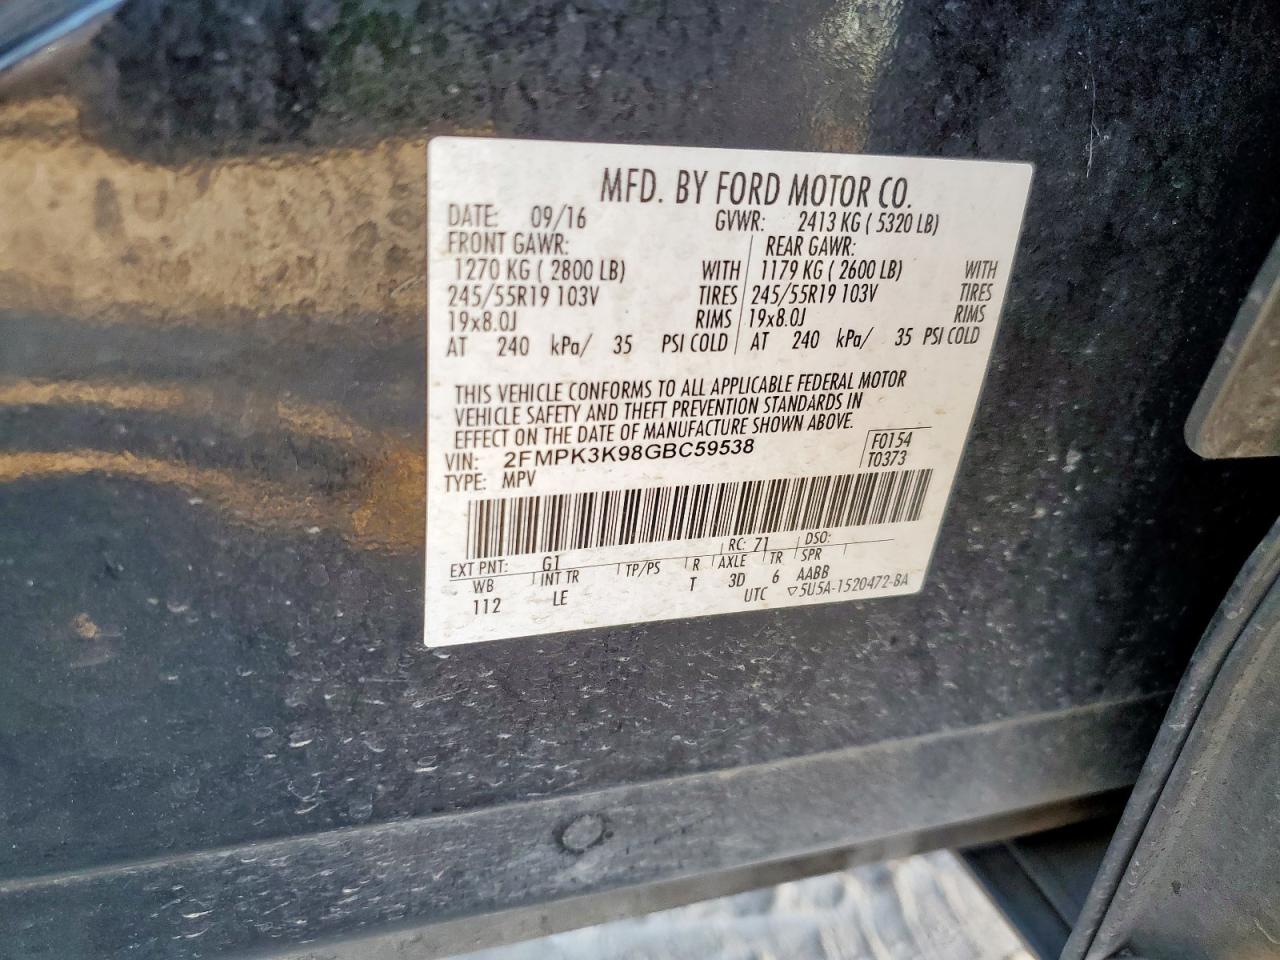 MFD. BY FORD MOTOR CO.
DATE: 09/16 GVWR: 2413 KG ( 5320 LB)
FRONT GAWR: REAR GAWR:
1270 KG ( 2800 LB) WITH 1179 KG ( 2600 LB) WITH
245/55R19 103V TIRES 245/55R19 103V TIRES
19x8.0J RIMS 19x8.0J RIMS
AT 240 kPa/ 35 PSI COLD AT 240 kPa/ 35 PSI COLD
THIS VEHICLE CONFORMS TO ALL APPLICABLE FEDERAL MOTOR
VEHICLE SAFETY AND THEFT PREVENTION STANDARDS IN
EFFECT ON THE DATE OF MANUFACTURE SHOWN ABOVE.
VIN: 2FMPK3K98GBC59538 F0154
TYPE: MPV T0373
EXT PNT: G1 RC: 71 DSO:
WB INT TR TP/PS R AXLE TR SPR
112 LE T 3D 6 AABB
UTC ▽5U5A-1520472-BA